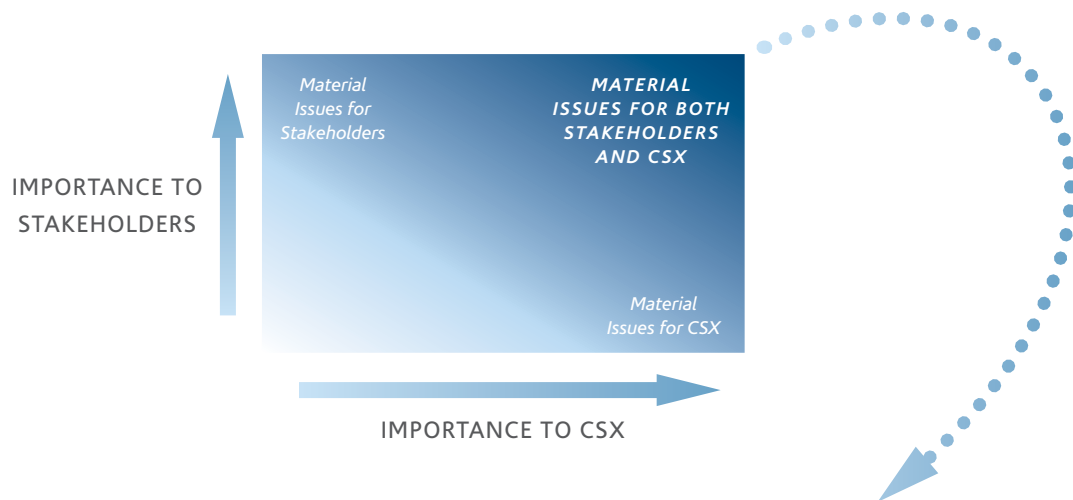 Material
Issues for
Stakeholders
MATERIAL
ISSUES FOR BOTH
STAKEHOLDERS
AND CSX
IMPORTANCE TO
STAKEHOLDERS
Material
Issues for CSX
IMPORTANCE TO CSX